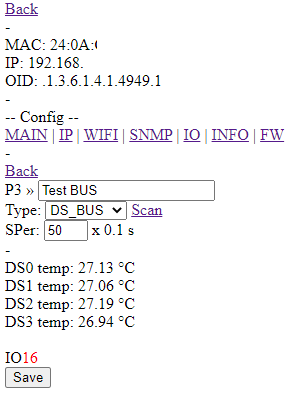 Back
-
MAC: 24:0A:
IP: 192.168.
OID: .1.3.6.1.4.1.4949.1
-
-- Config --
MAIN | IP | WIFI | SNMP | IO | INFO | FW
-
Back
P3 » Test BUS
Type: DS_BUS Scan
SPer: 50 x 0.1 s
-
DS0 temp: 27.13 °C
DS1 temp: 27.06 °C
DS2 temp: 27.19 °C
DS3 temp: 26.94 °C
IO16
Save